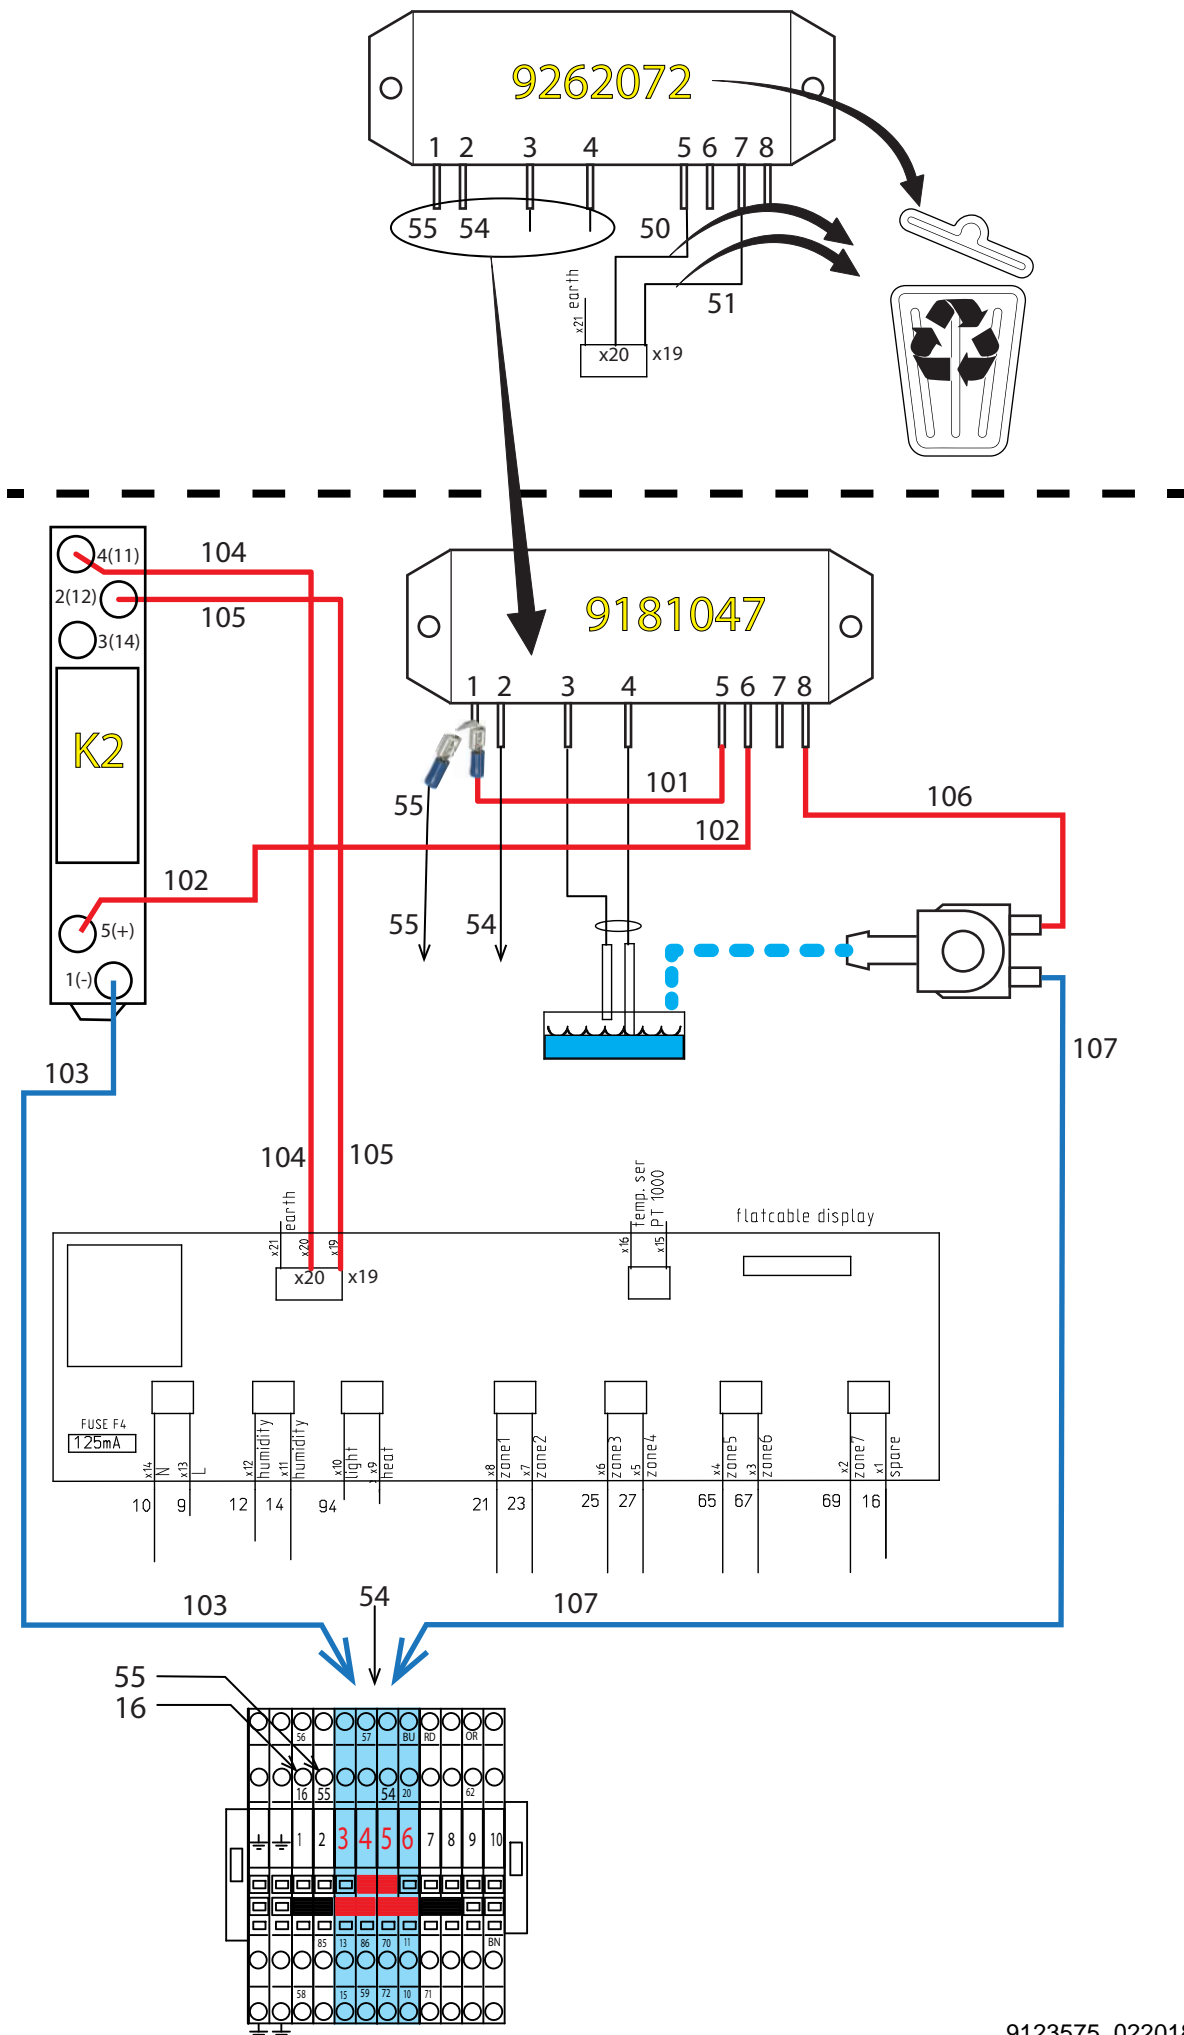 9262072
1 2 3 4 5 6 7 8
55 54 50
51
x21 earth
x20 x19
4(11) 104
2(12) 105
3(14)
K2
9181047
1 2 3 4 5 6 7 8
101
55
102
106
102
5(+)
55 54
1(-)
103
107
104 105
earth
x21 x20 x19
x20 x19
temp. ser
PT 1000
x16 x15
flatcable display
FUSE F4
125mA
x14 N x13 L x12 humidity x11 humidity x10 light x9 heat x8 zone1 x7 zone2 x6 zone3 x5 zone4 x4 zone5 x3 zone6 x2 zone7 x1 spare
10 9 12 14 94 21 23 25 27 65 67 69 16
103 54 107
55
16
56 57 BU RD OR
16 55 54 20 62
1 2 3 4 5 6 7 8 9 10
85 13 86 70 11 BN
58 15 59 72 10 71
9123575_022018